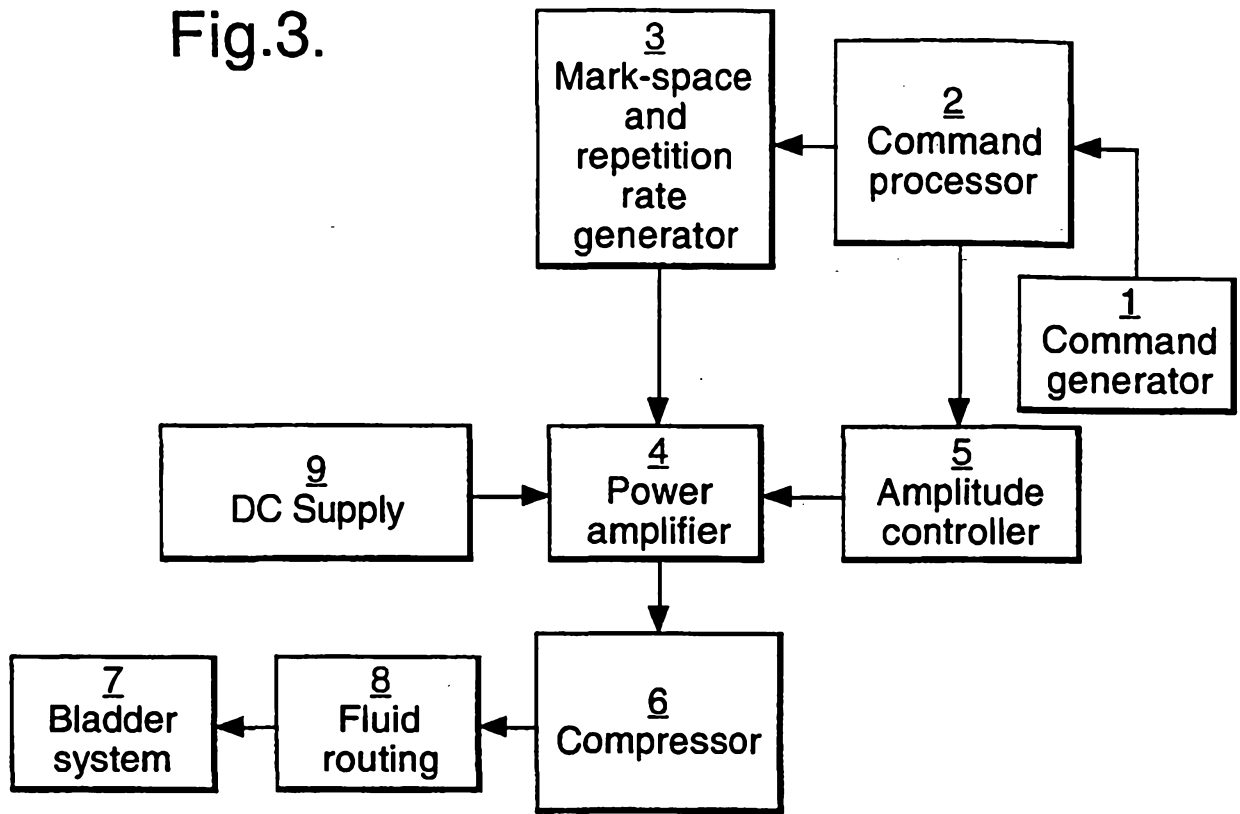 Fig.3.
3
Mark-space
and
repetition
rate
generator
2
Command
processor
1
Command
generator
9
DC Supply
4
Power
amplifier
5
Amplitude
controller
7
Bladder
system
8
Fluid
routing
6
Compressor